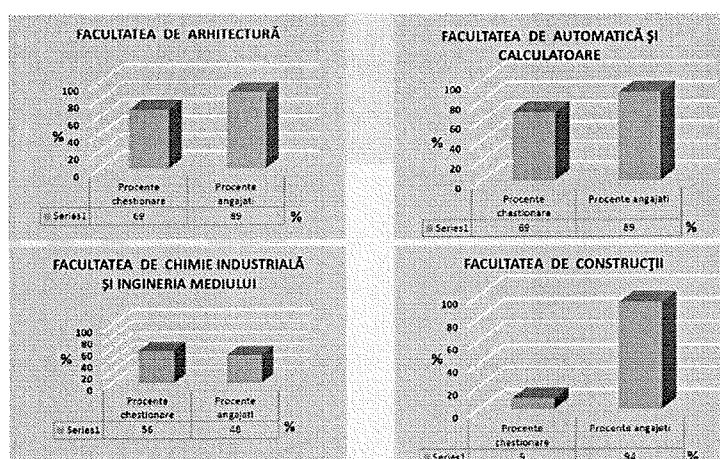 FACULTATEA DE ARHITECTURĂ
100
80
60
40
20
0
%
Procente
chestionare
Procente
angajati
Series1
69
89
%
FACULTATEA DE AUTOMATICĂ ŞI
CALCULATOARE
100
80
60
40
20
0
%
Procente
chestionare
Procente angajati
Series1
69
89
%
FACULTATEA DE CHIMIE INDUSTRIALĂ
ŞI INGINERIA MEDIULUI
100
80
60
40
20
0
%
Procente
chestionare
Procente
angajati
Series1
56
48
%
FACULTATEA DE CONSTRUCŢII
100
80
60
40
20
0
%
Procente
chestionare
Procente angajati
Series1
9
94
%